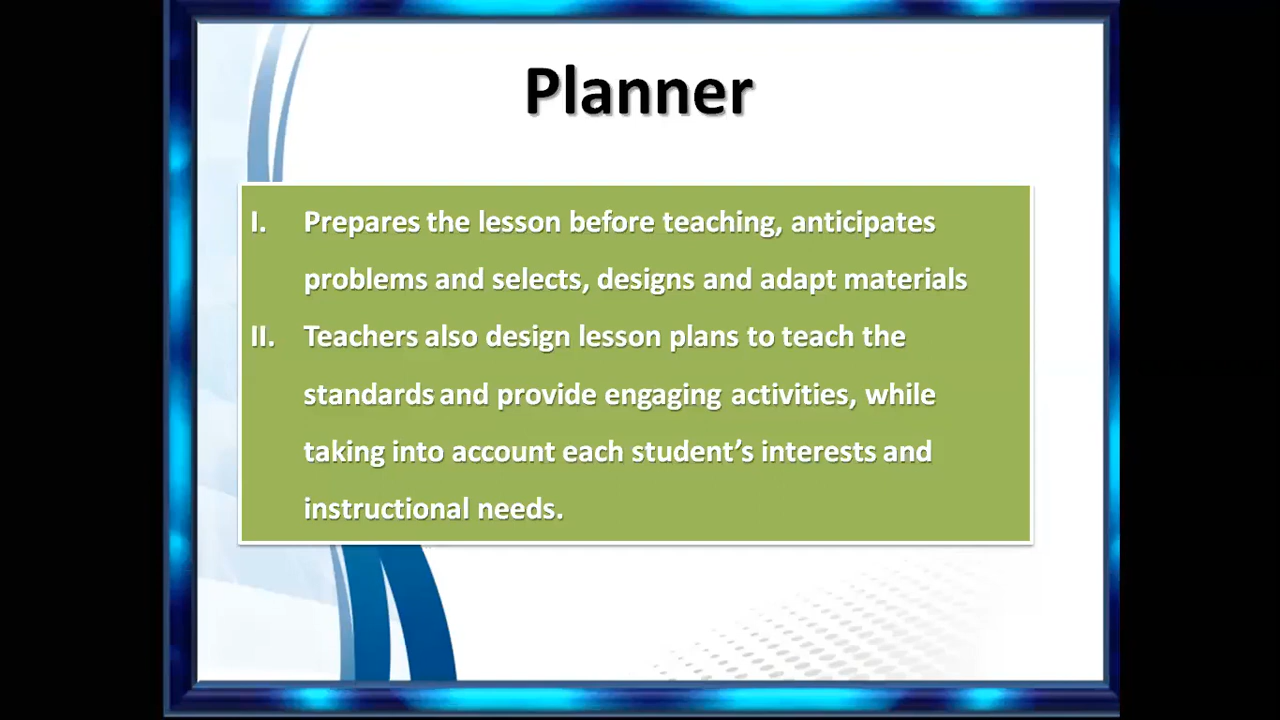 Planner
I. Prepares the lesson before teaching, anticipates
problems and selects, designs and adapt materials
II. Teachers also design lesson plans to teach the
standards and provide engaging activities, while
taking into account each student’s interests and
instructional needs.